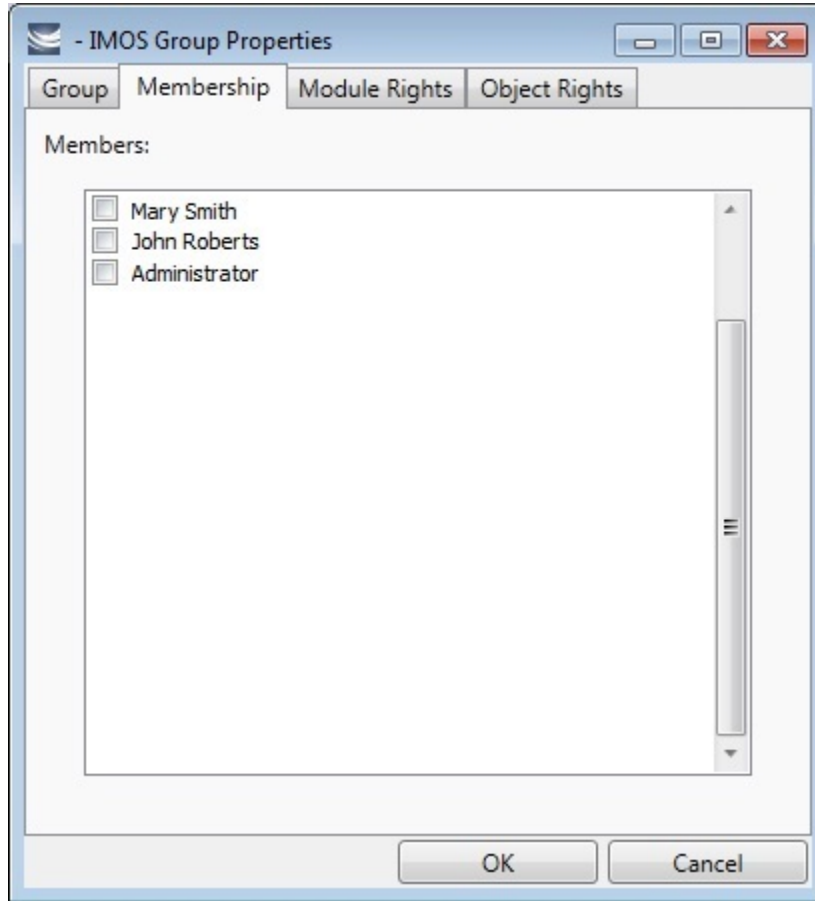 - IMOS Group Properties
Group Membership Module Rights Object Rights
Members:
Mary Smith
John Roberts
Administrator
OK Cancel